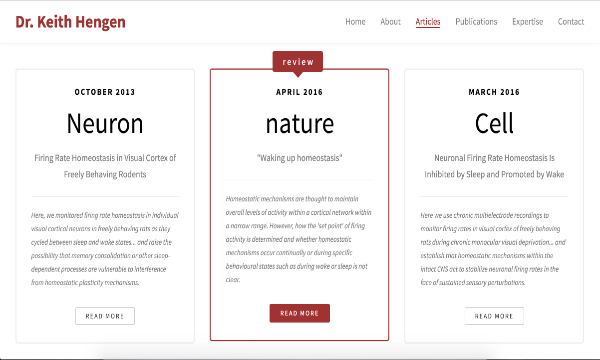 Dr. Keith Hengen
Home About Articles Publications Expertise Contact
OCTOBER 2013
Neuron
Firing Rate Homeostasis in Visual Cortex of
Freely Behaving Rodents
Here, we monitored firing rate homeostasis in individual
visual cortical neurons in freely behaving rats as they
cycled between sleep and wake states... and raise the
possibility that memory consolidation or other sleep-
dependent processes are vulnerable to interference
from homeostatic plasticity mechanisms.
READ MORE
review
APRIL 2016
nature
"Waking up homeostasis"
Homeostatic mechanisms are thought to maintain
overall levels of activity within a cortical network within
a narrow range. However, how the 'set point' of firing
activity is determined and whether homeostatic
mechanisms occur continually or during specific
behavioural states such as during wake or sleep is not
clear.
READ MORE
MARCH 2016
Cell
Neuronal Firing Rate Homeostasis Is
Inhibited by Sleep and Promoted by Wake
Here we use chronic multielectrode recordings to
monitor firing rates in visual cortex of freely behaving
rats during chronic monocular visual deprivation... and
establish that homeostatic mechanisms within the
intact CNS act to stabilize neuronal firing rates in the
face of sustained sensory perturbations.
READ MORE